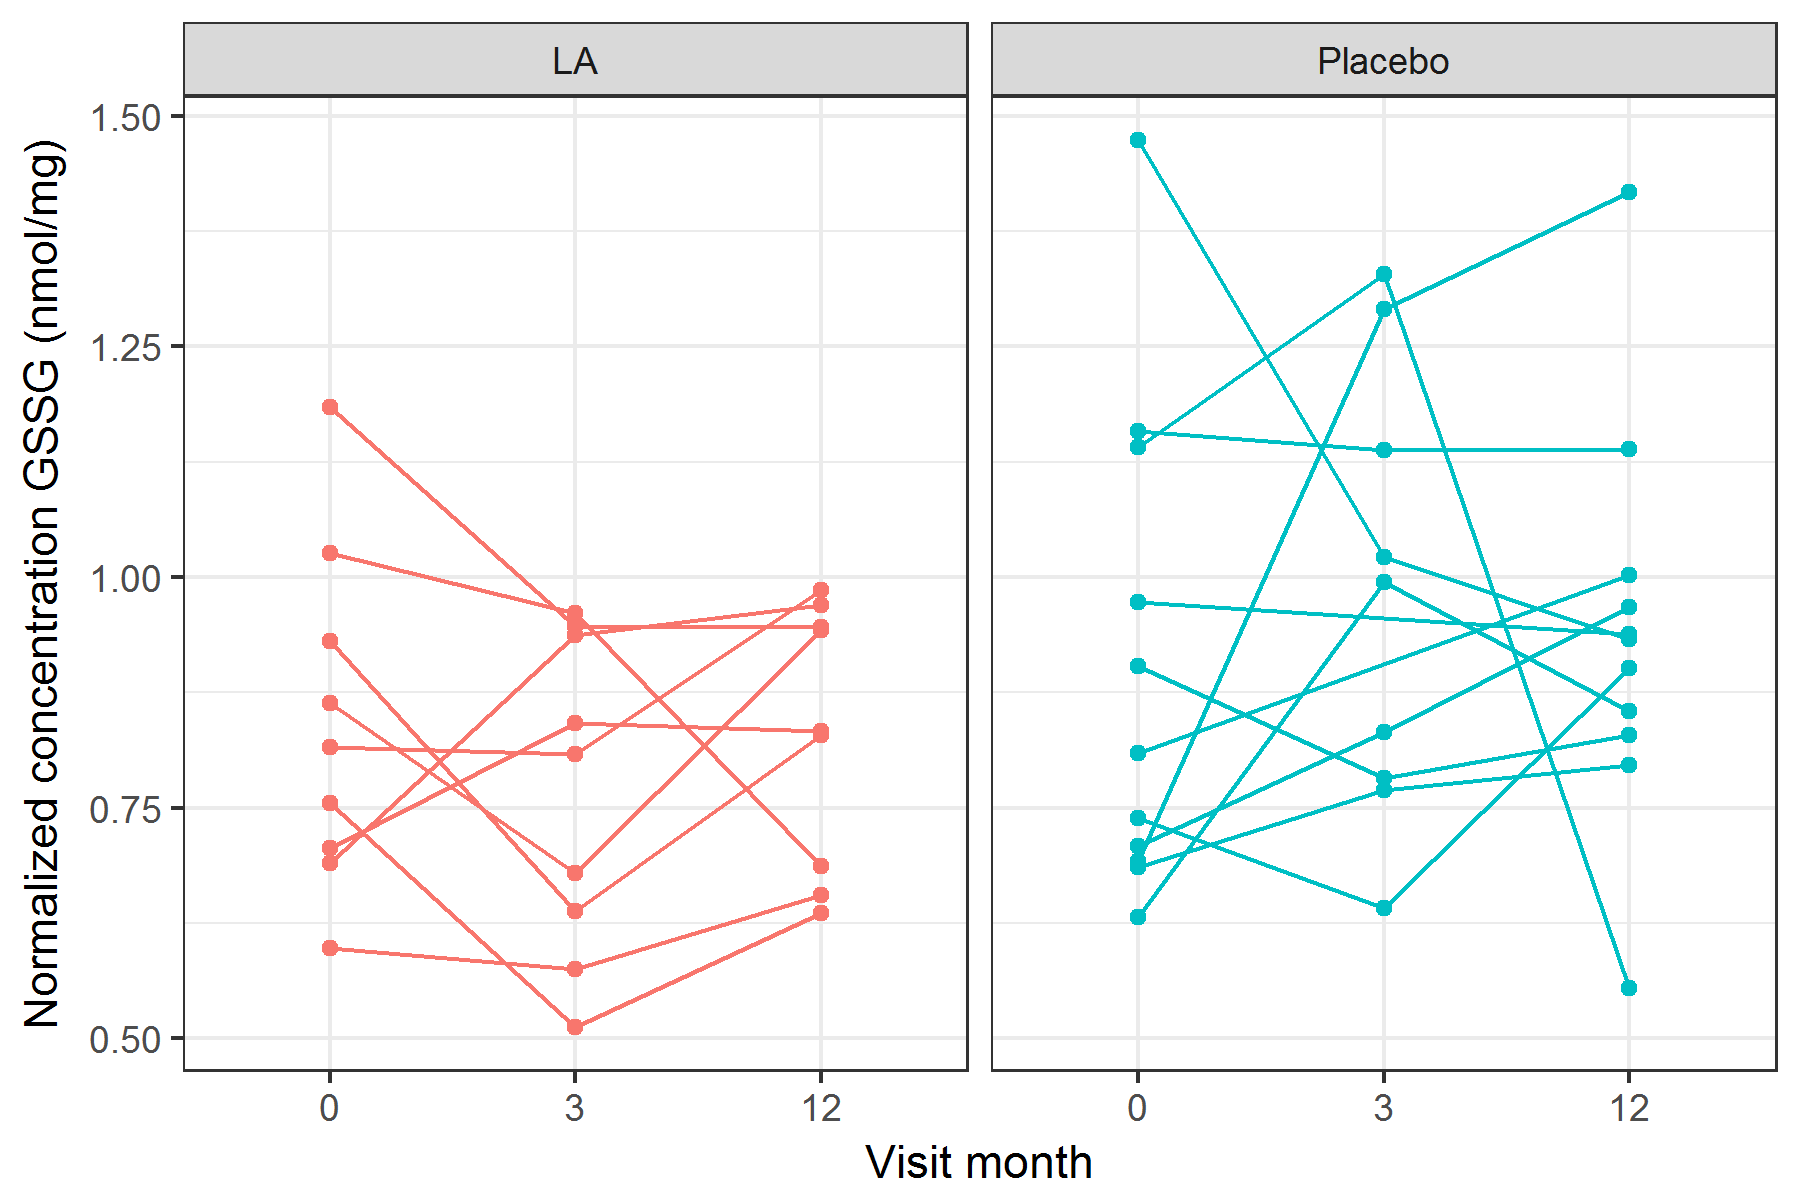 LA
Placebo
Normalized concentration GSSG (nmol/mg)
1.50
1.25
1.00
0.75
0.50
0 3 12
0 3 12
Visit month